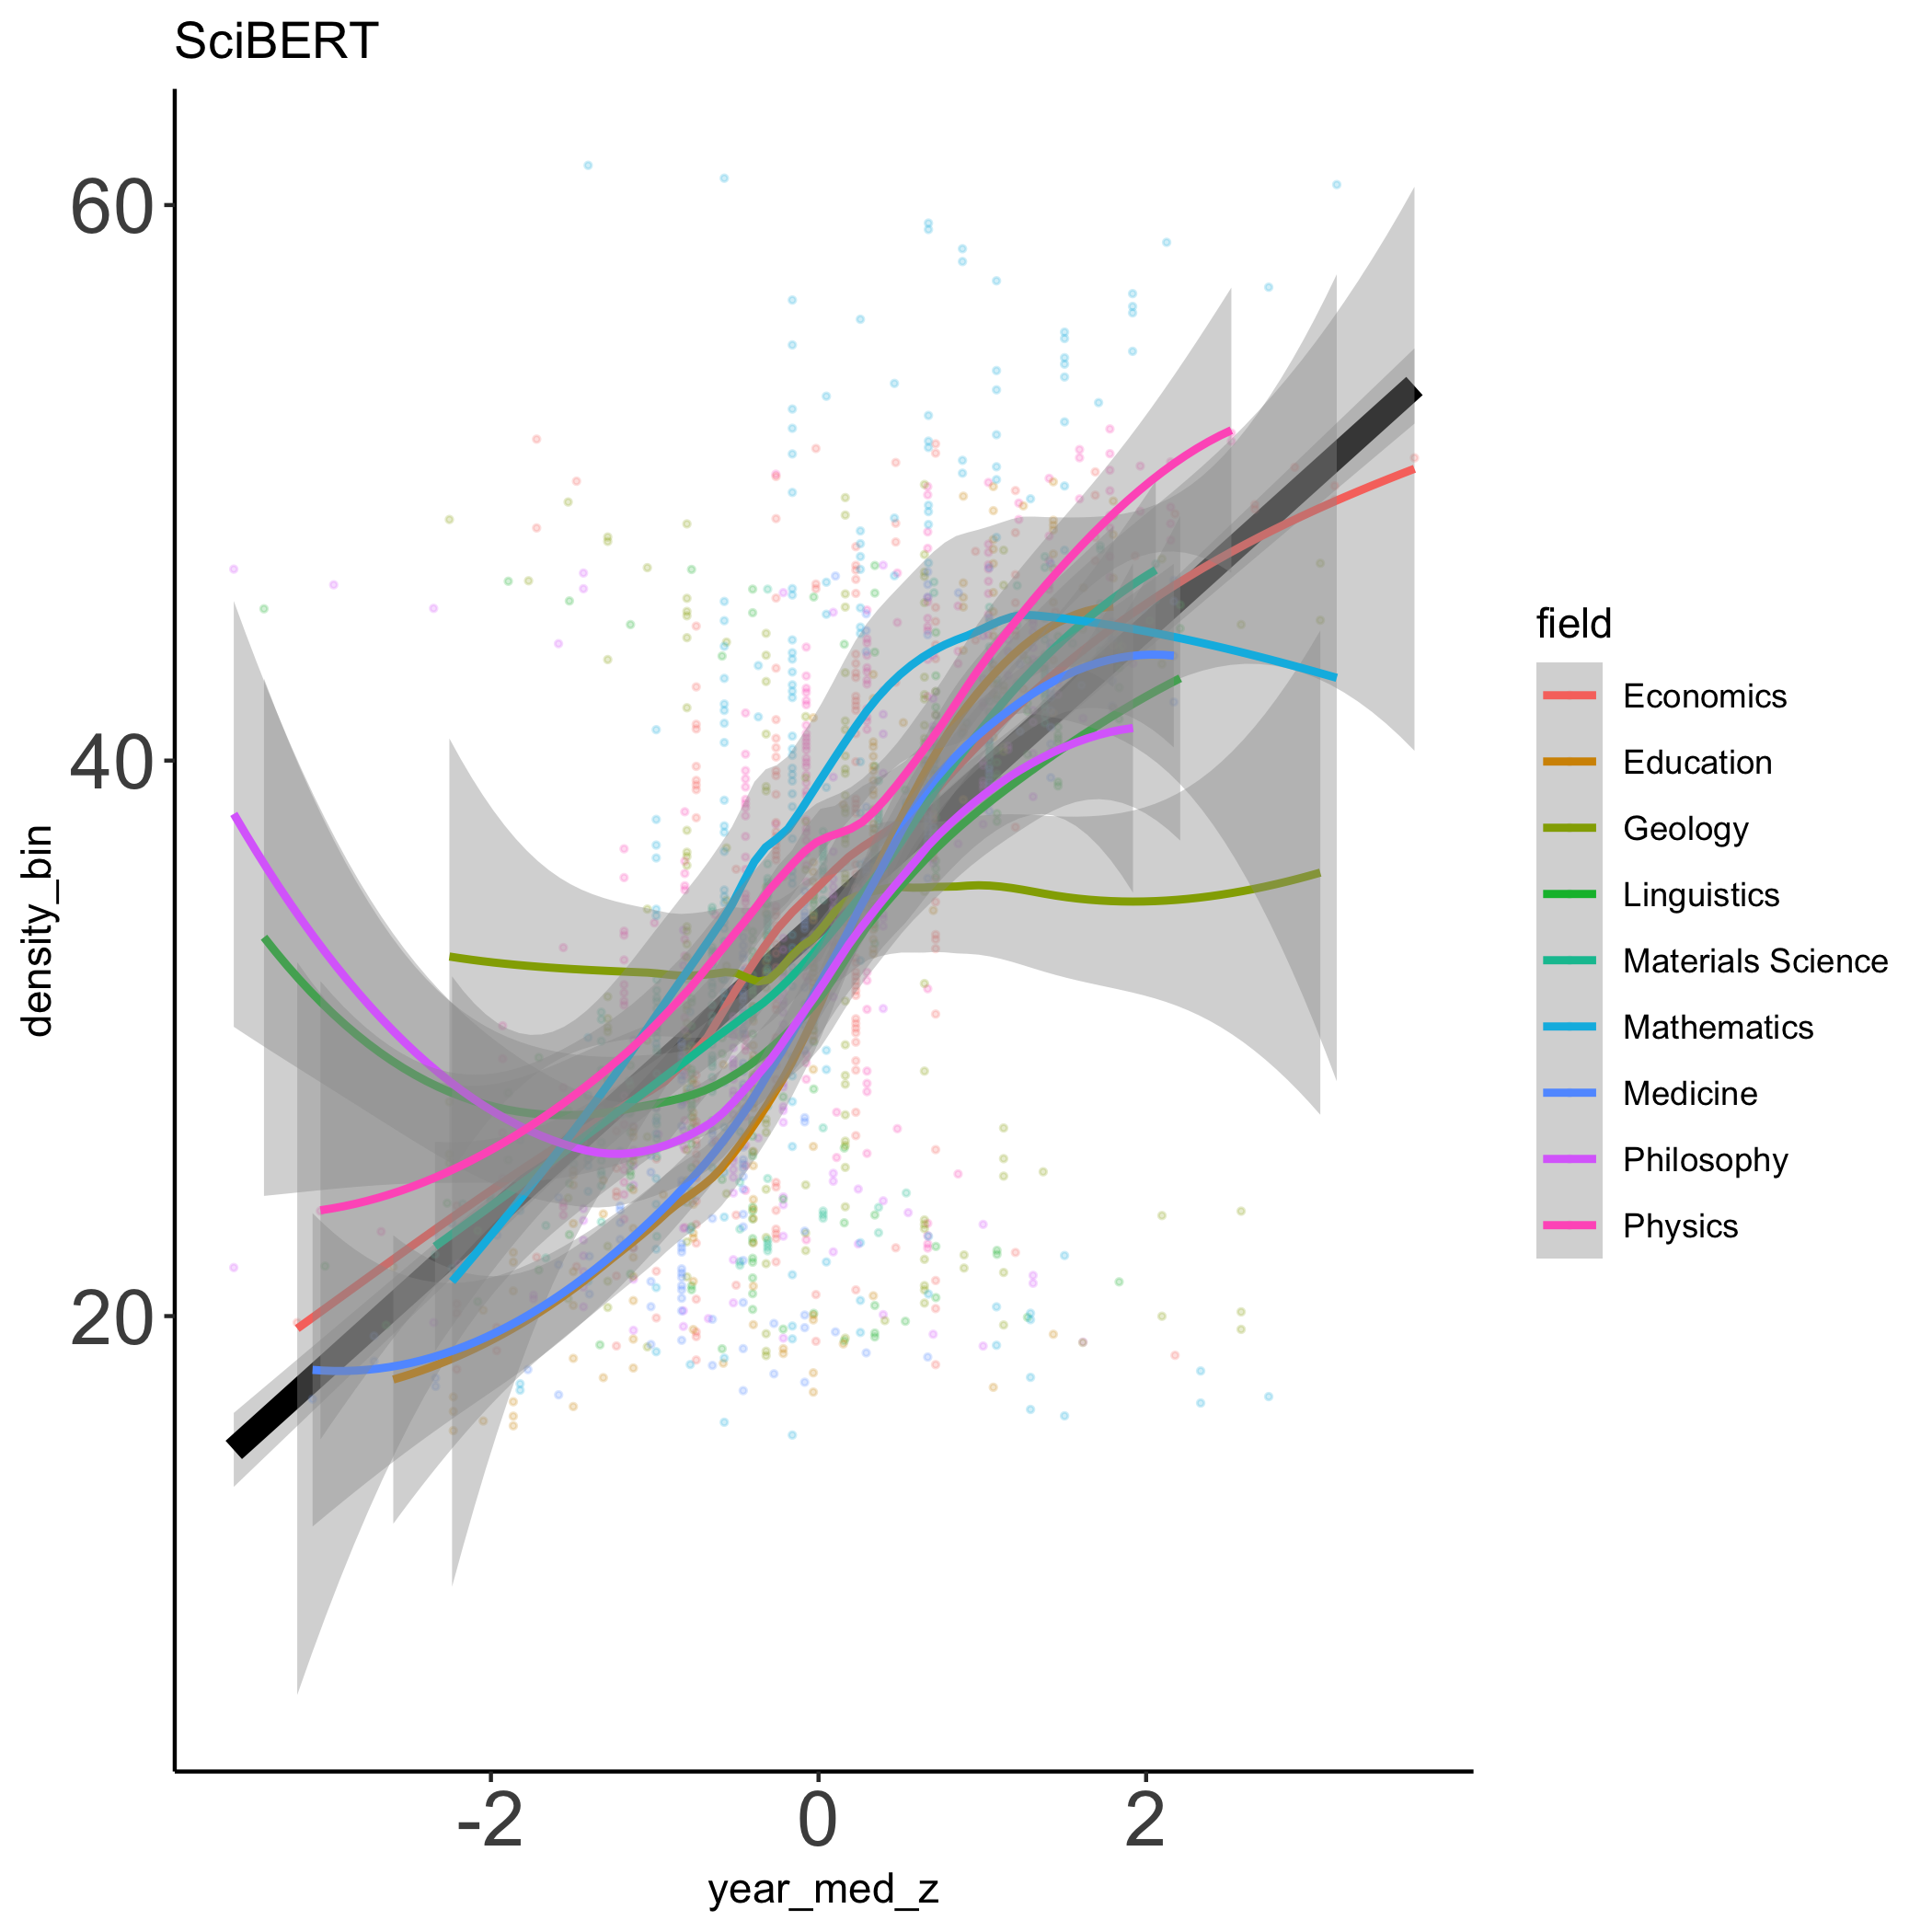 SciBERT
60
40
20
density_bin
-2
0
2
year_med_z
field
Economics
Education
Geology
Linguistics
Materials Science
Mathematics
Medicine
Philosophy
Physics